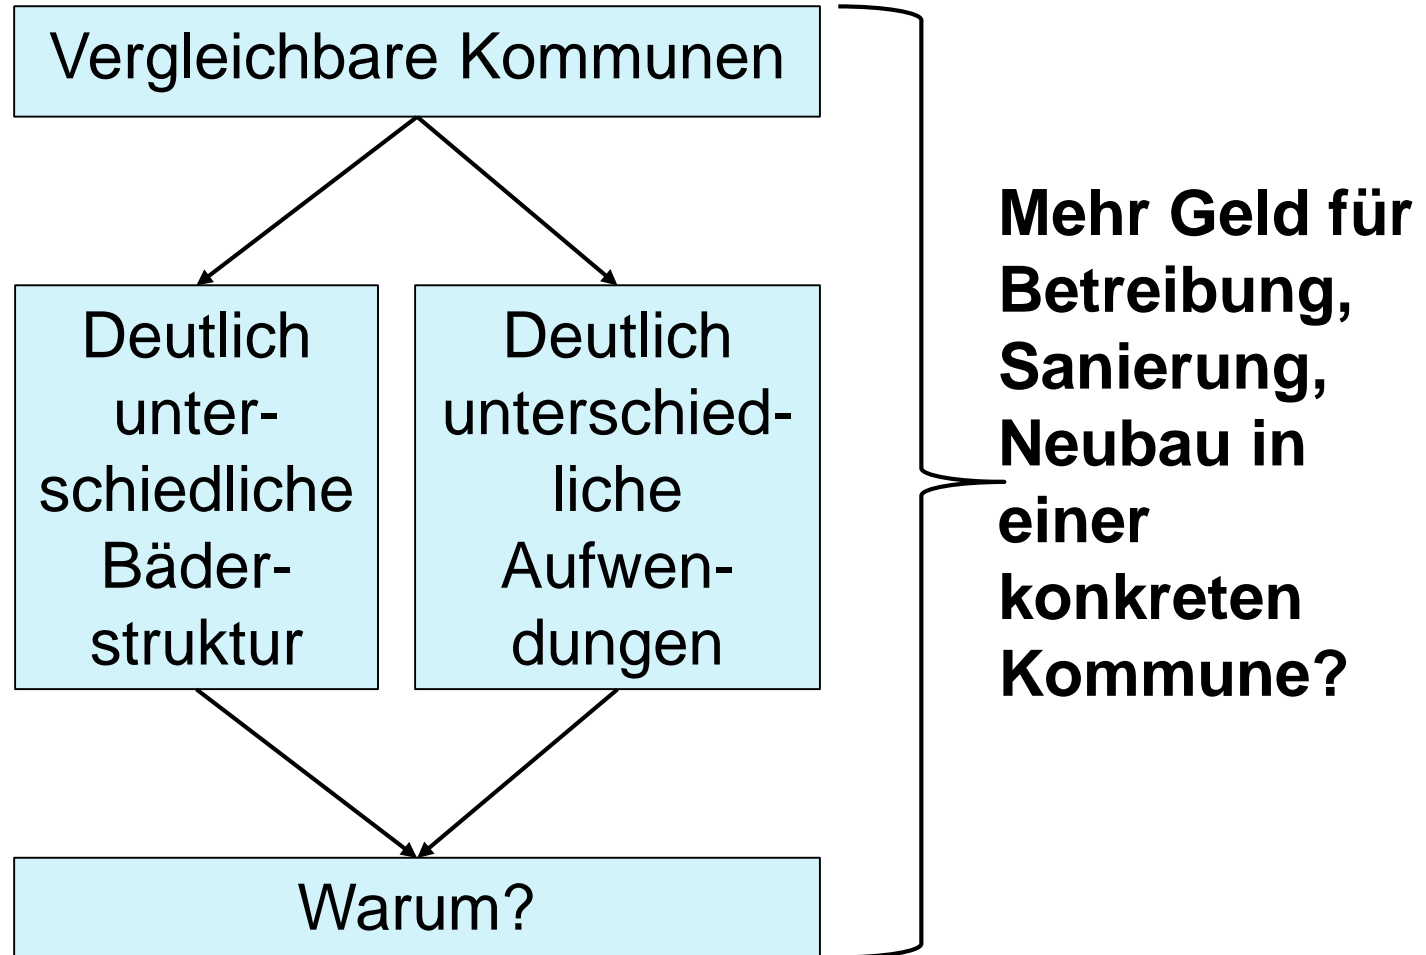 Vergleichbare Kommunen
Deutlich
unter-
schiedliche
Bäder-
struktur
Deutlich
unterschied-
liche
Aufwen-
dungen
Warum?
Mehr Geld für
Betreibung,
Sanierung,
Neubau in
einer
konkreten
Kommune?